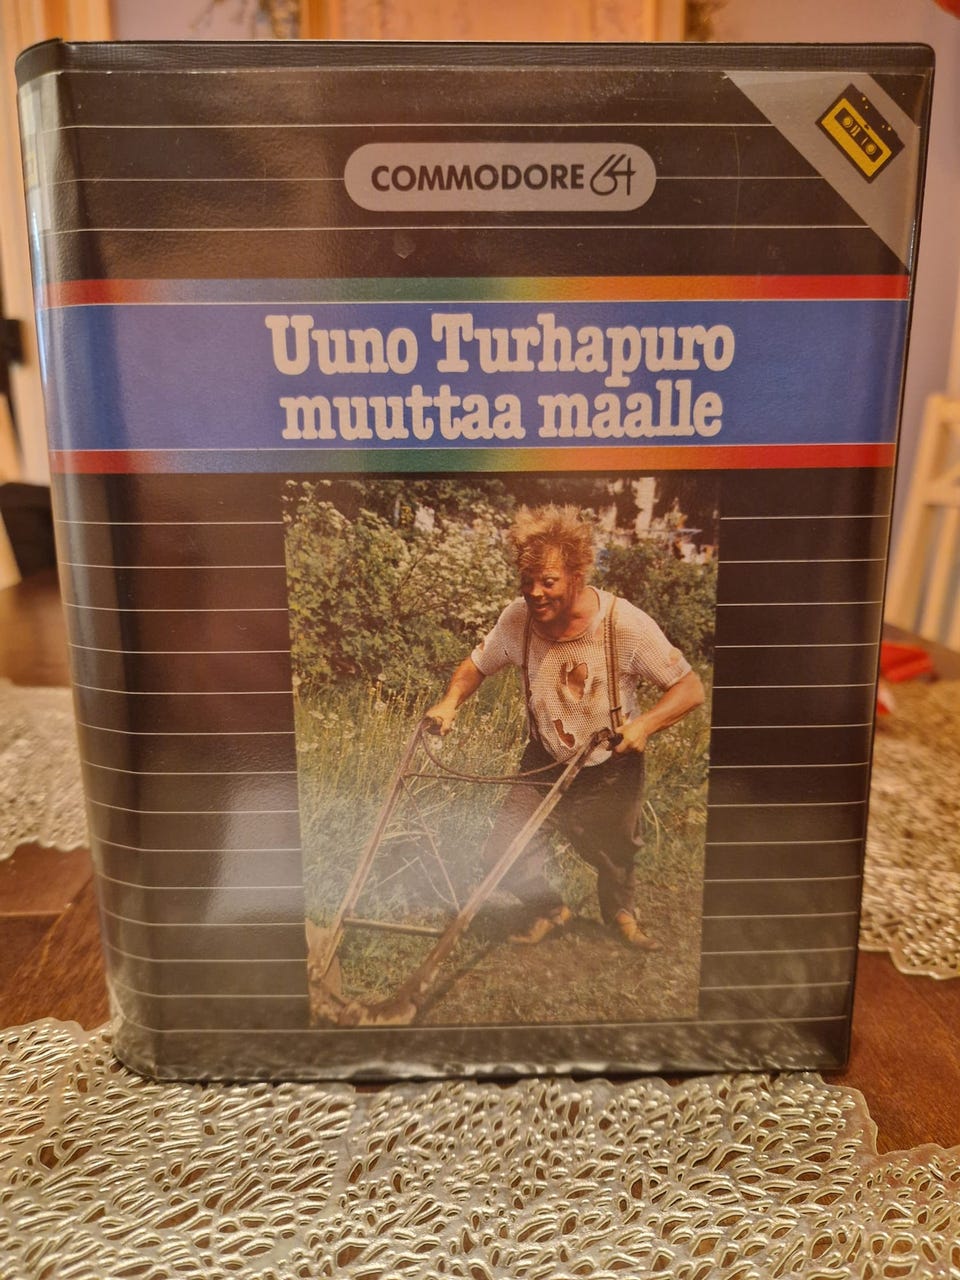 COMMODORE 64
Uuno Turhapuro
muuttaa maalle